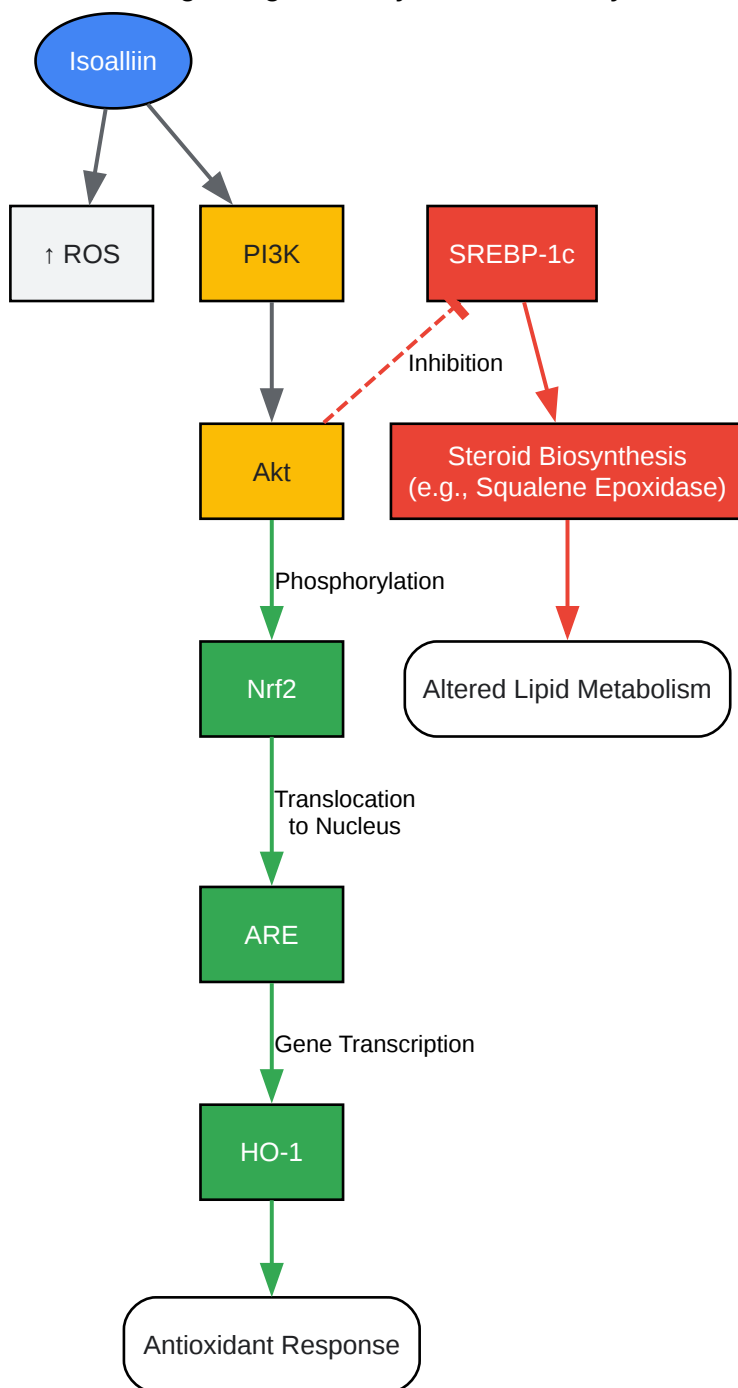 Isoalliin
↑ ROS
PI3K
SREBP-1c
Inhibition
Akt
Steroid Biosynthesis
(e.g., Squalene Epoxidase)
Phosphorylation
Nrf2
Altered Lipid Metabolism
Translocation
to Nucleus
ARE
Gene Transcription
HO-1
Antioxidant Response